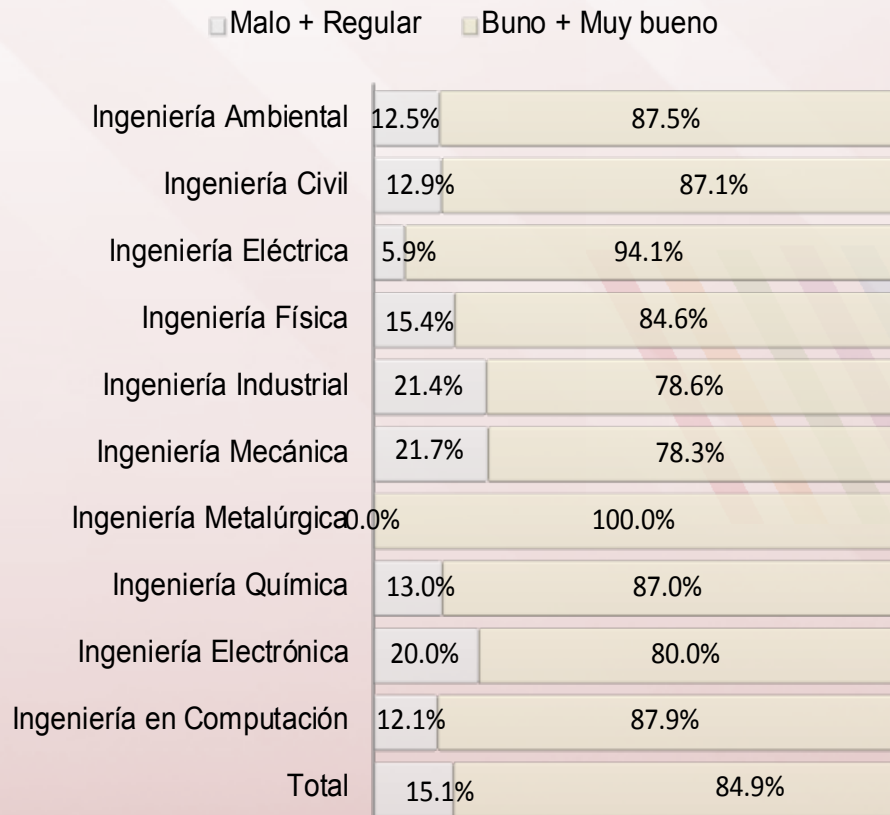 Malo + Regular Buno + Muy bueno
Ingeniería Ambiental 12.5% 87.5%
Ingeniería Civil 12.9% 87.1%
Ingeniería Eléctrica 5.9% 94.1%
Ingeniería Física 15.4% 84.6%
Ingeniería Industrial 21.4% 78.6%
Ingeniería Mecánica 21.7% 78.3%
Ingeniería Metalúrgica 0.0% 100.0%
Ingeniería Química 13.0% 87.0%
Ingeniería Electrónica 20.0% 80.0%
Ingeniería en Computación 12.1% 87.9%
Total 15.1% 84.9%